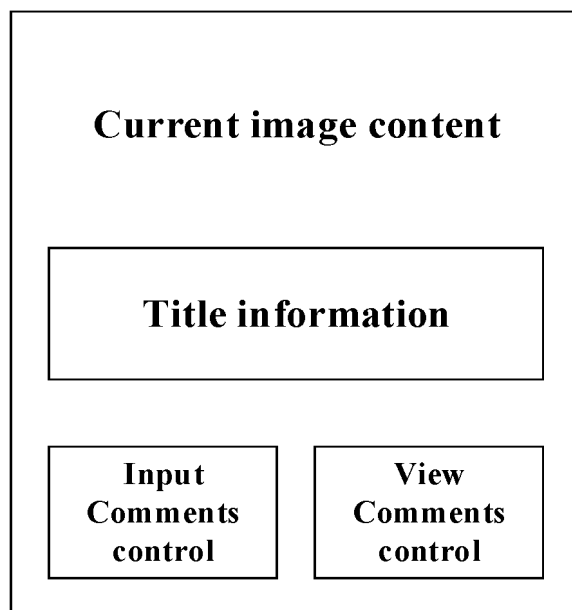 Current image content
Title information
Input
Comments
control
View
Comments
control